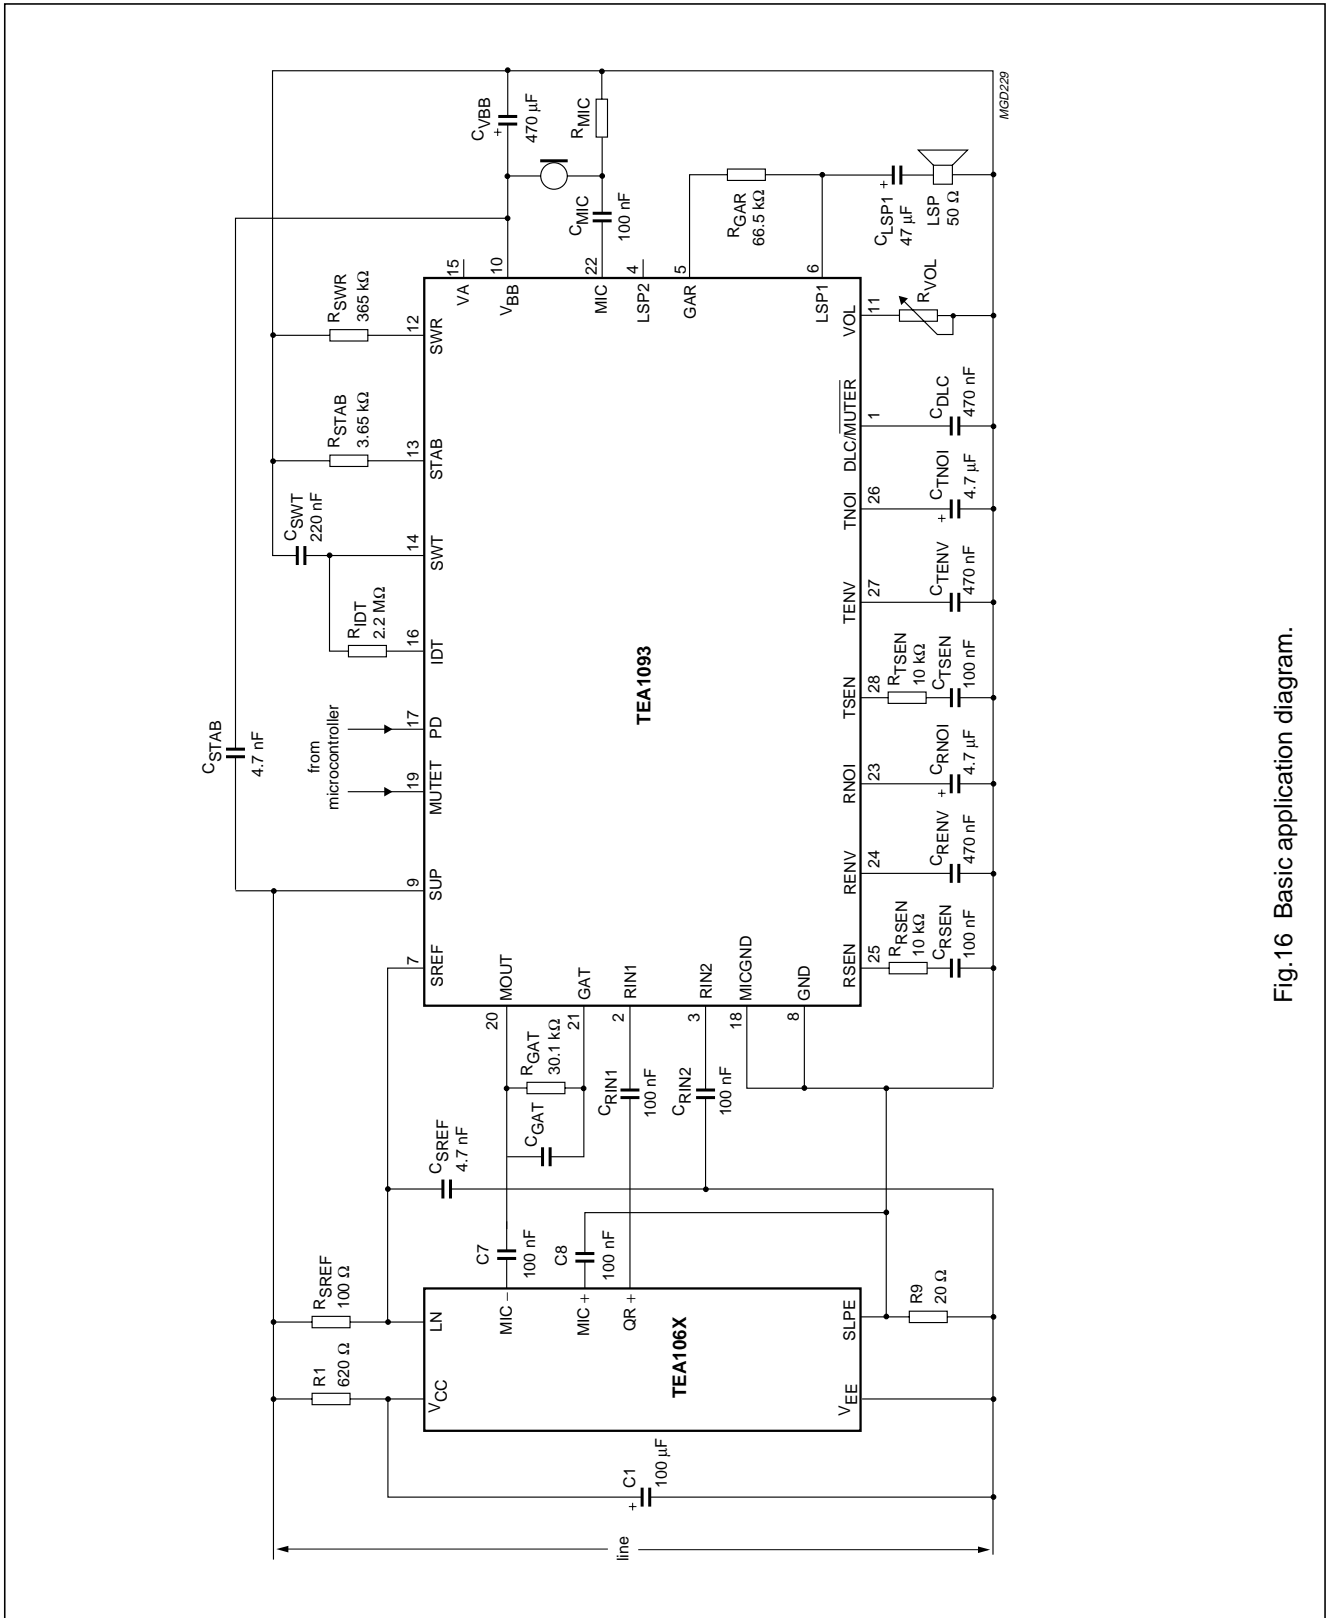 C_STAB
4.7 nF
C_SREF
4.7 nF
from
microcontroller
R_IDT
2.2 MΩ
C_SWT
220 nF
R_STAB
3.65 kΩ
R_SWR
365 kΩ
line
C1
100 μF
+
R1
620 Ω
R_SREF
100 Ω
V_CC
LN
MIC −
MIC +
QR +
TEA106X
V_EE
SLPE
R9
20 Ω
C7
100 nF
C8
100 nF
C_GAT
R_GAT
30.1 kΩ
C_RIN1
100 nF
C_RIN2
100 nF
7
9
19
17
16
14
13
12
SREF
SUP
MUTET
PD
IDT
SWT
STAB
SWR
20
MOUT
21
GAT
2
RIN1
3
RIN2
18
MICGND
8
GND
TEA1093
VA
15
V_BB
10
MIC
22
LSP2
4
GAR
5
LSP1
6
C_VBB
+
470 μF
C_MIC
100 nF
R_MIC
R_GAR
66.5 kΩ
C_LSP1
+
47 μF
LSP
50 Ω
RSEN
RENV
RNOI
TSEN
TENV
TNOI
DLC/MUTER
VOL
25
24
23
28
27
26
1
11
R_RSEN
10 kΩ
C_RSEN
100 nF
C_RENV
470 nF
C_RNOI
+
4.7 μF
R_TSEN
10 kΩ
C_TSEN
100 nF
C_TENV
470 nF
C_TNOI
+
4.7 μF
C_DLC
470 nF
R_VOL
MGD229
Fig.16 Basic application diagram.